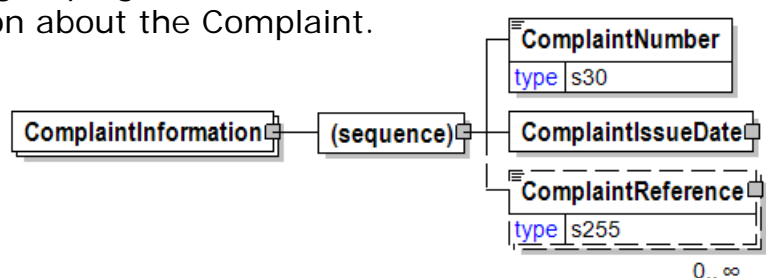 on about the Complaint.
ComplaintNumber
type s30
ComplaintInformation
(sequence)
ComplaintIssueDate
ComplaintReference
type s255
0..∞